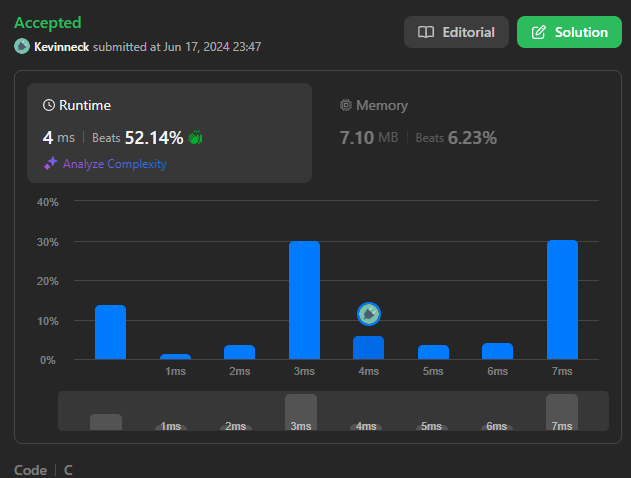 Accepted
Kevinneck submitted at Jun 17, 2024 23:47
Editorial
Solution
Runtime
4 ms | Beats 52.14%
Analyze Complexity
Memory
7.10 MB | Beats 6.23%
40%
30%
20%
10%
0%
1ms 2ms 3ms 4ms 5ms 6ms 7ms
1ms 2ms 3ms 4ms 5ms 6ms 7ms
Code | C